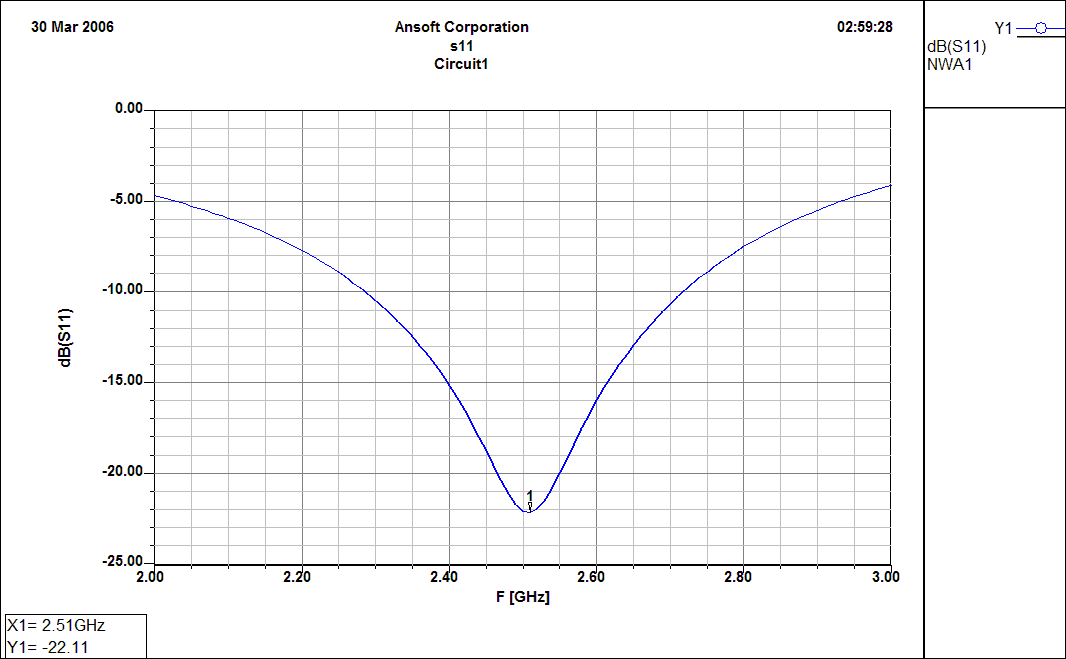 30 Mar 2006
Ansoft Corporation
02:59:28
s11
Circuit1
Y1
dB(S11)
NWA1
0.00
-5.00
-10.00
-15.00
-20.00
-25.00
dB(S11)
1
2.00 2.20 2.40 2.60 2.80 3.00
F [GHz]
X1= 2.51GHz
Y1= -22.11